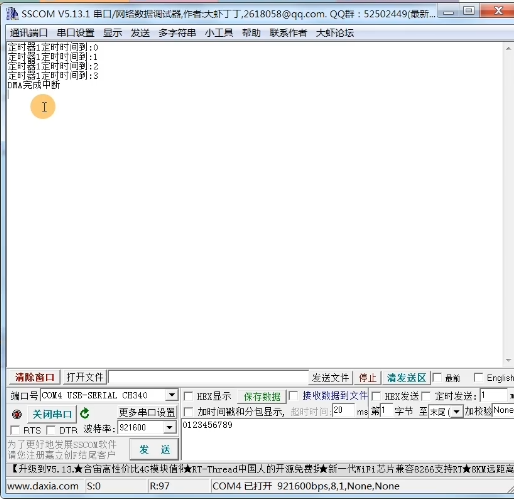 SSCOM V5.13.1 串口/网络数据调试器,作者:大虾丁丁,2618058@qq.com. QQ群：52502449(最新...
通讯端口 串口设置 显示 发送 多字符串 小工具 帮助 联系作者 大虾论坛
定时器1定时时间到:0
定时器1定时时间到:1
定时器1定时时间到:2
定时器1定时时间到:3
DMA完成中断
清除窗口 打开文件 发送文件 停止 清发送区 最前 English
端口号 COM4 USE-SERIAL CH340 HEX显示 保存数据 接收数据到文件 HEX发送 定时发送: 1
关闭串口 更多串口设置 加时间戳和分包显示, 超时时间: 20 ms 第1 字节 至 末尾 加校验 None
RTS DTR 波特率: 921600 0123456789
为了更好地发展SSCOM软件
请您注册嘉立创F结尾客户 发 送
【升级到V5.13. ★合宙高性价比4G模块值得 ★RT-Thread中国人的开源免费操 ★新一代WiFi芯片兼容8266支持RT ★8KM远距离
www.daxia.com S:0 R:97 COM4 已打开 921600bps,8,1,None,None